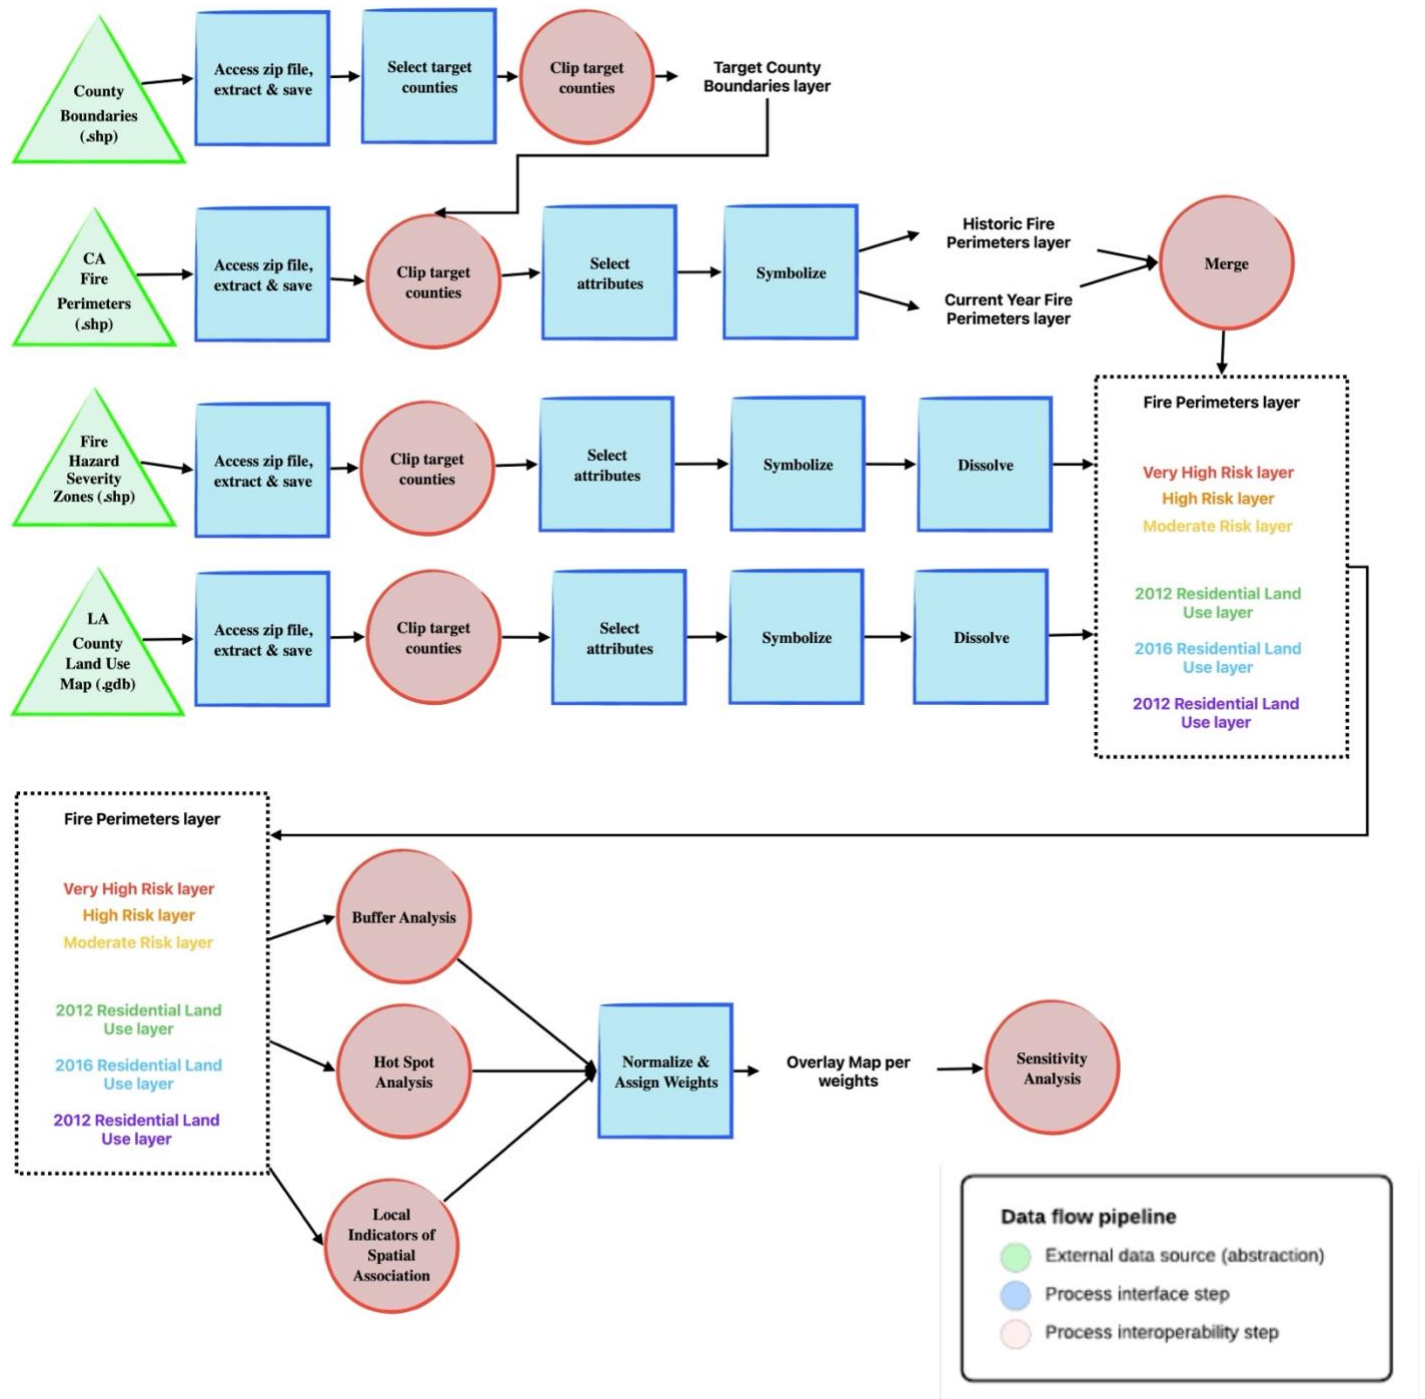 County
Boundaries
(.shp)
Access zip file,
extract & save
Select target
counties
Clip target
counties
Target County
Boundaries layer
CA
Fire
Perimeters
(.shp)
Access zip file,
extract & save
Clip target
counties
Select
attributes
Symbolize
Historic Fire
Perimeters layer
Current Year Fire
Perimeters layer
Merge
Fire
Hazard
Severity
Zones (.shp)
Access zip file,
extract & save
Clip target
counties
Select
attributes
Symbolize
Dissolve
LA
County
Land Use
Map (.gdb)
Access zip file,
extract & save
Clip target
counties
Select
attributes
Symbolize
Dissolve
Fire Perimeters layer
Very High Risk layer
High Risk layer
Moderate Risk layer
2012 Residential Land
Use layer
2016 Residential Land
Use layer
2012 Residential Land
Use layer
Fire Perimeters layer
Very High Risk layer
High Risk layer
Moderate Risk layer
2012 Residential Land
Use layer
2016 Residential Land
Use layer
2012 Residential Land
Use layer
Buffer Analysis
Hot Spot
Analysis
Local
Indicators of
Spatial
Association
Normalize &
Assign Weights
Overlay Map per
weights
Sensitivity
Analysis
Data flow pipeline
External data source (abstraction)
Process interface step
Process interoperability step